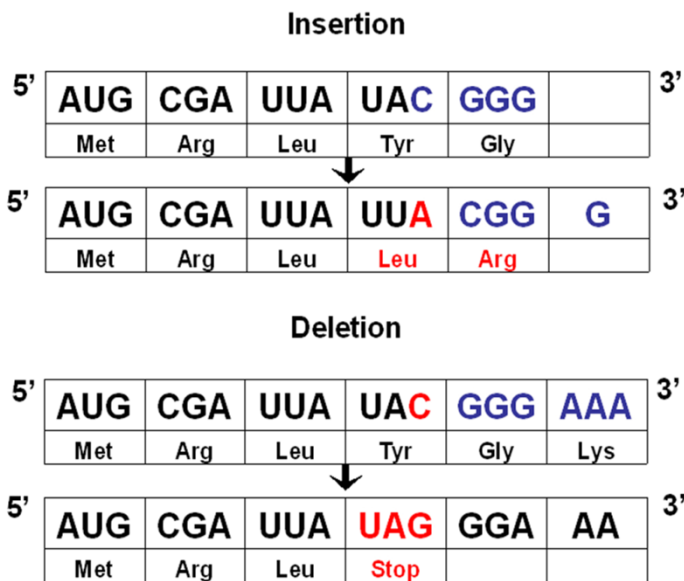 Insertion
5’ AUG CGA UUA UAC GGG 3’
Met Arg Leu Tyr Gly
5’ AUG CGA UUA UUA CGG G 3’
Met Arg Leu Leu Arg
Deletion
5’ AUG CGA UUA UAC GGG AAA 3’
Met Arg Leu Tyr Gly Lys
5’ AUG CGA UUA UAG GGA AA 3’
Met Arg Leu Stop